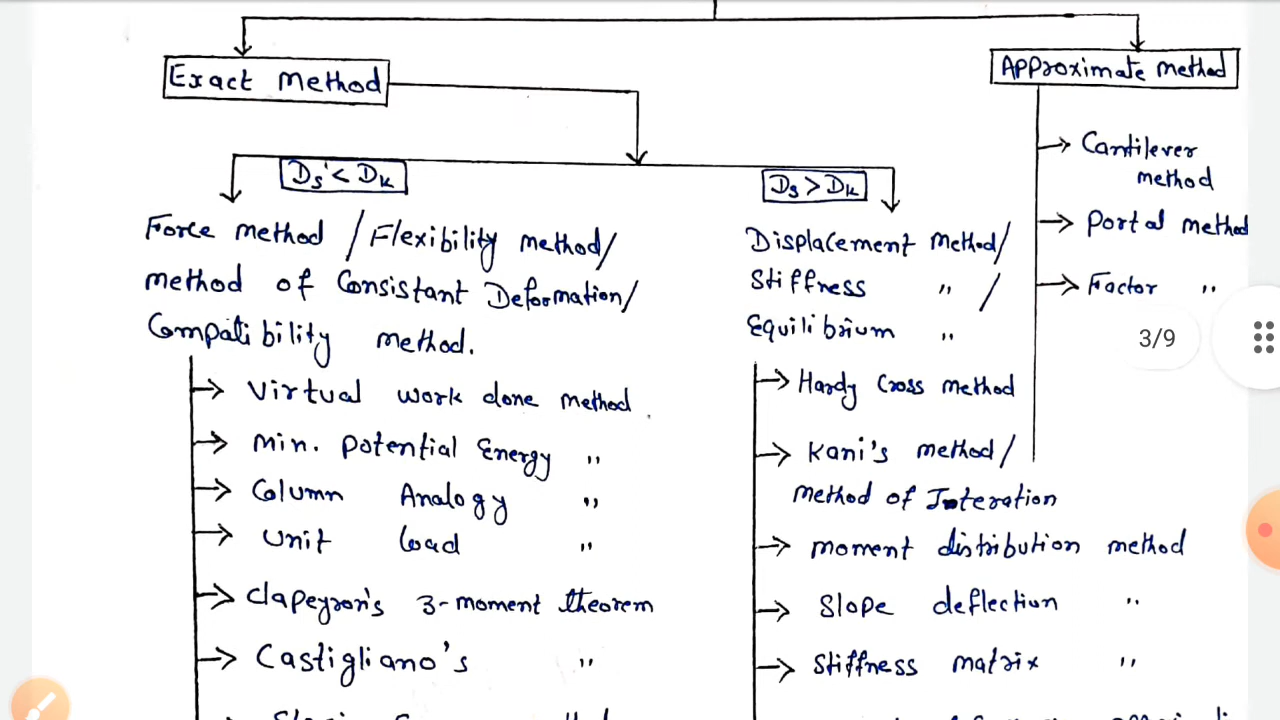 Exact Method
Approximate method
Ds < Dk
Ds > Dk
Force method / Flexibility method/
method of Consistant Deformation/
Compatibility method.
→ Virtual work done method.
→ Min. Potential Energy "
→ Column Analogy "
→ Unit load "
→ Clapeyron's 3-moment theorem
→ Castigliano's "
Displacement Method/
Stiffness " /
Equilibrium "
→ Hardy Cross method
→ Kani's method/
Method of Interation
→ moment distribution method
→ Slope deflection "
→ Stiffness matrix "
→ Cantilever
method
→ Portal method
→ Factor "
3/9